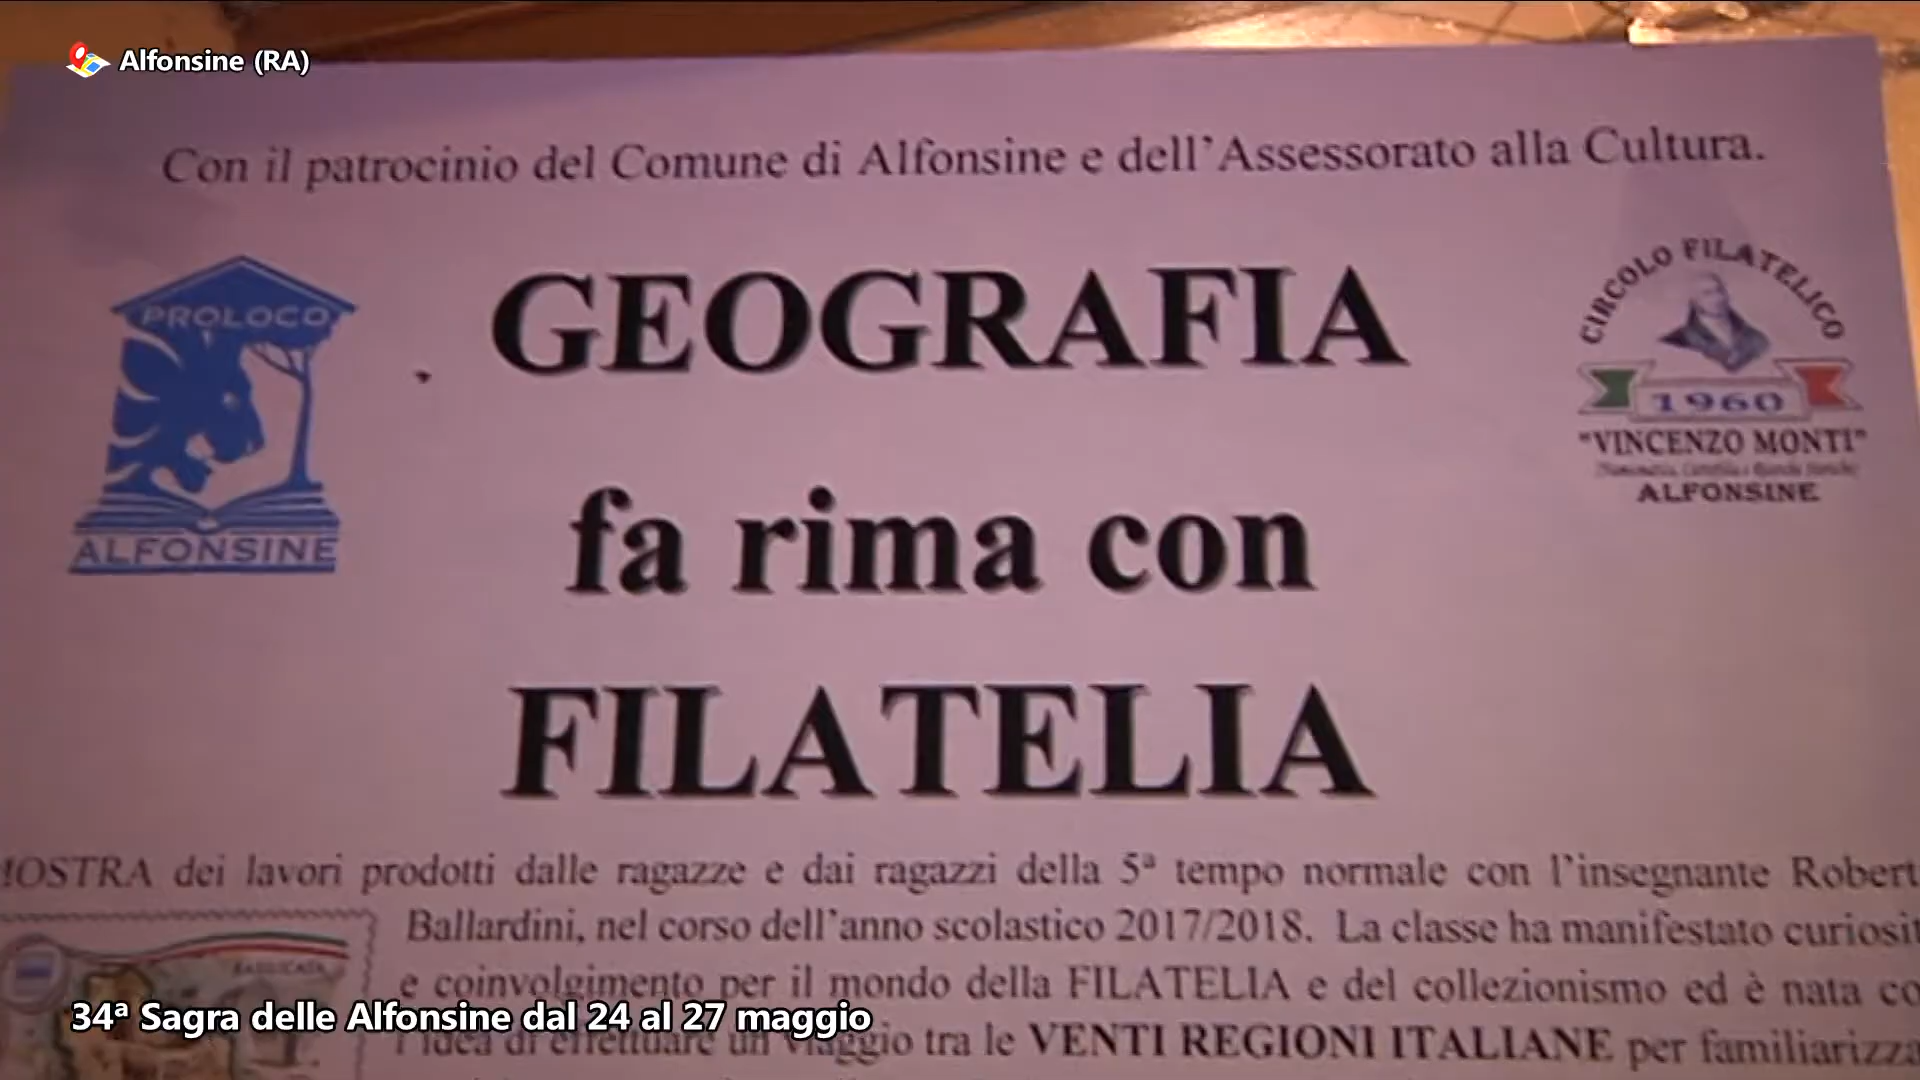 Alfonsine (RA)
Con il patrocinio del Comune di Alfonsine e dell'Assessorato alla Cultura.
PROLOCO
ALFONSINE
GEOGRAFIA
fa rima con
FILATELIA
CIRCOLO FILATELICO
1960
"VINCENZO MONTI"
ALFONSINE
MOSTRA dei lavori prodotti dalle ragazze e dai ragazzi della 5ª tempo normale con l'insegnante Robert
Ballardini, nel corso dell'anno scolastico 2017/2018. La classe ha manifestato curiosit
e coinvolgimento per il mondo della FILATELIA e del collezionismo ed è nata co
l'idea di effettuare un viaggio tra le VENTI REGIONI ITALIANE per familiarizza
BASILICATA
34ª Sagra delle Alfonsine dal 24 al 27 maggio